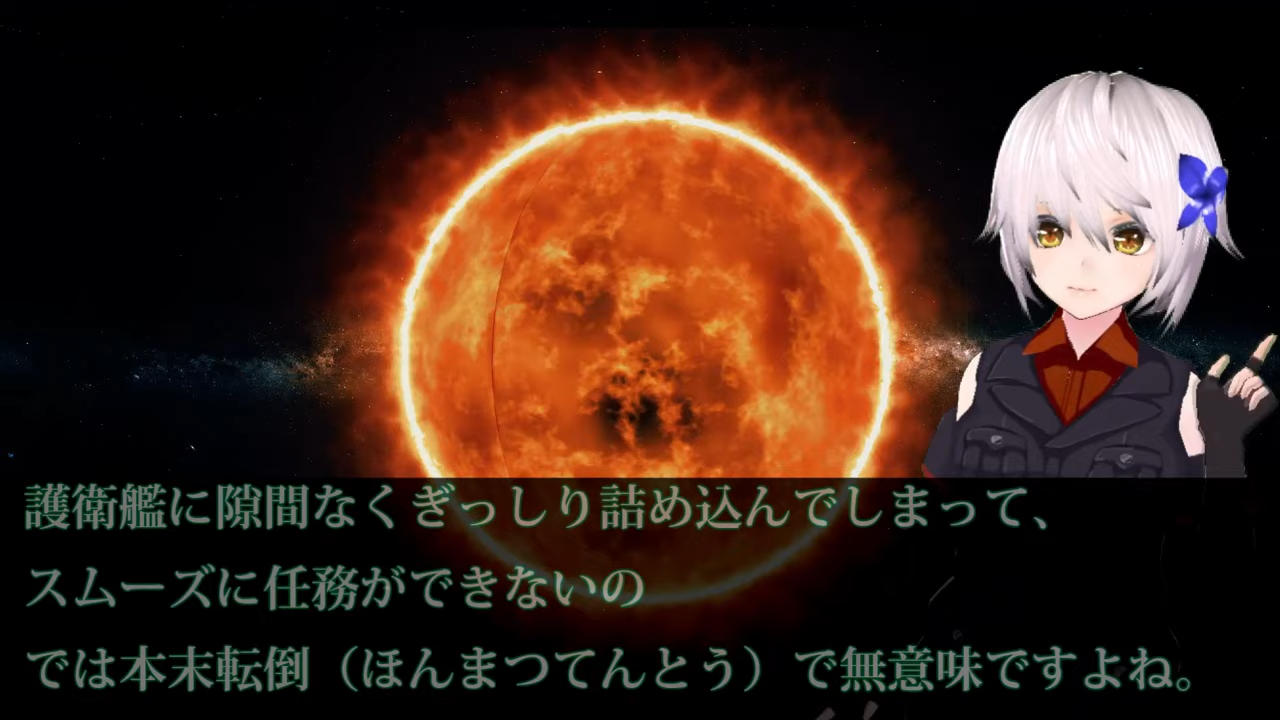 護衛艦に隙間なくぎっしり詰め込んでしまって、
スムーズに任務ができないの
では本末転倒（ほんまつてんとう）で無意味ですよね。